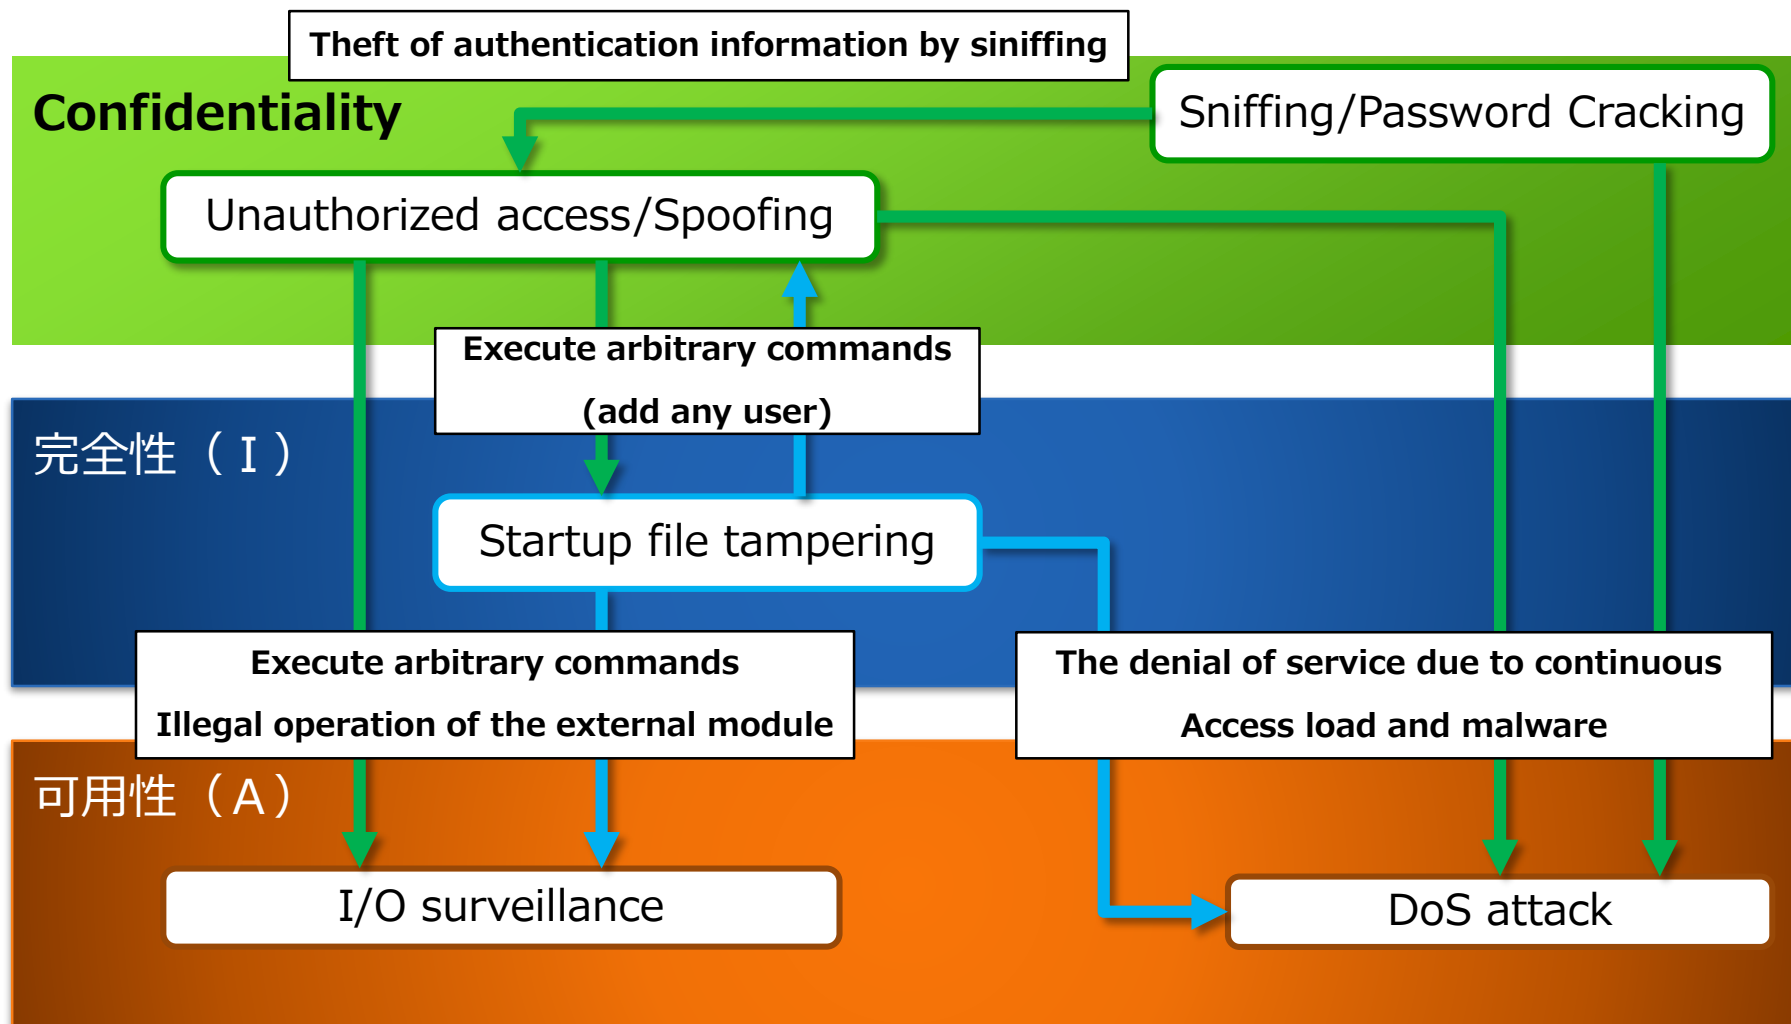 Theft of authentication information by siniffing
Confidentiality
Sniffing/Password Cracking
Unauthorized access/Spoofing
Execute arbitrary commands
(add any user)
完全性（Ｉ）
Startup file tampering
Execute arbitrary commands
Illegal operation of the external module
The denial of service due to continuous
Access load and malware
可用性（Ａ）
I/O surveillance
DoS attack